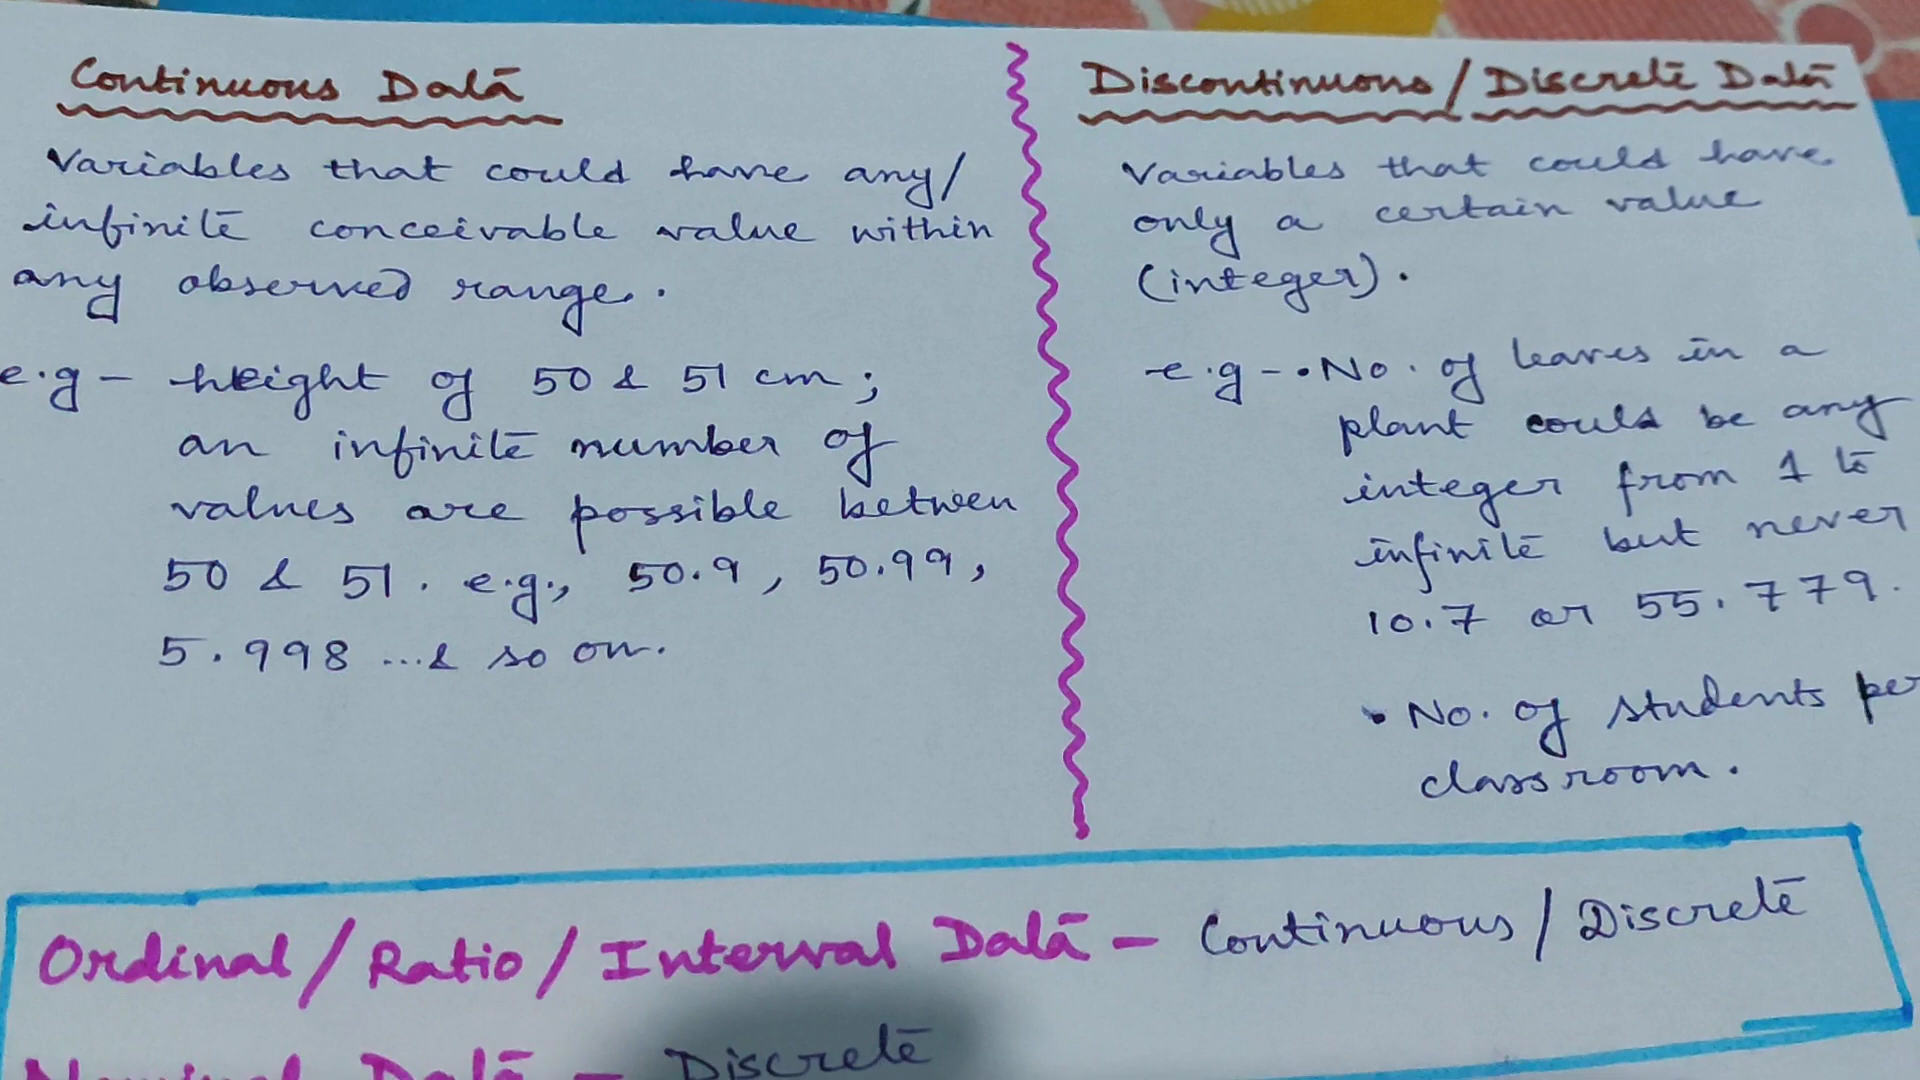 Continuous Data
Variables that could have any/
infinite conceivable value within
any observed range.
e.g - height of 50 & 51 cm;
an infinite number of
values are possible between
50 & 51. e.g., 50.9, 50.99,
5.998 ...& so on.
Discontinuous/Discrete Data
Variables that could have
only a certain value
(integer).
e.g - • No. of leaves in a
plant could be any
integer from 1 to
infinite but never
10.7 or 55.779.
• No. of students per
classroom.
Ordinal/Ratio/Interval Data - Continuous/Discrete
Nominal Data - Discrete